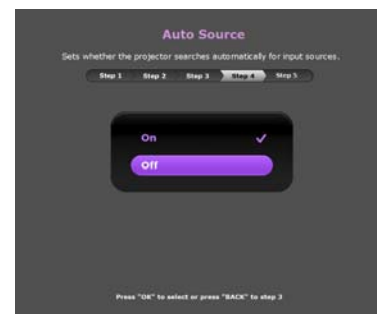 Auto Source
Sets whether the projector searches automatically for input sources.
Step 1 Step 2 Step 3 Step 4 Step 5
On
Off
Press "OK" to select or press "BACK" to step 3